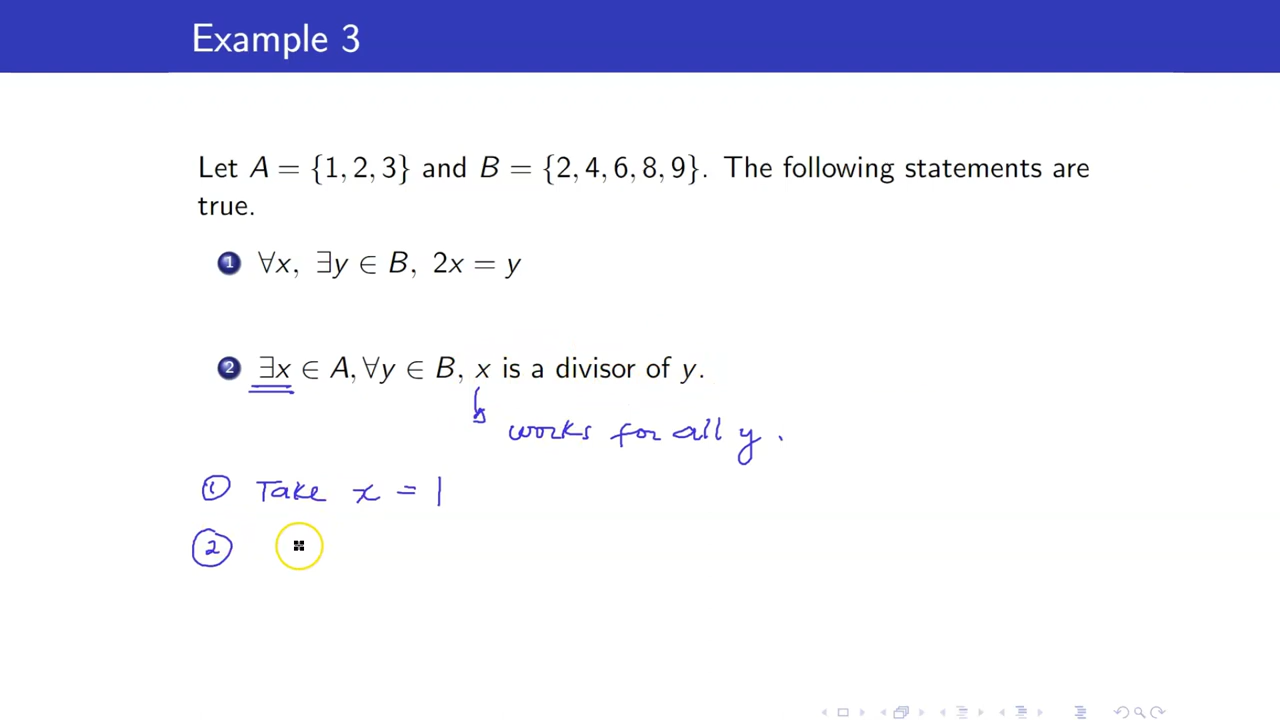 Example 3
Let A = {1, 2, 3} and B = {2, 4, 6, 8, 9}. The following statements are
true.
1 ∀x, ∃y ∈ B, 2x = y
2 ∃x ∈ A, ∀y ∈ B, x is a divisor of y.
works for all y.
① Take x = 1
②